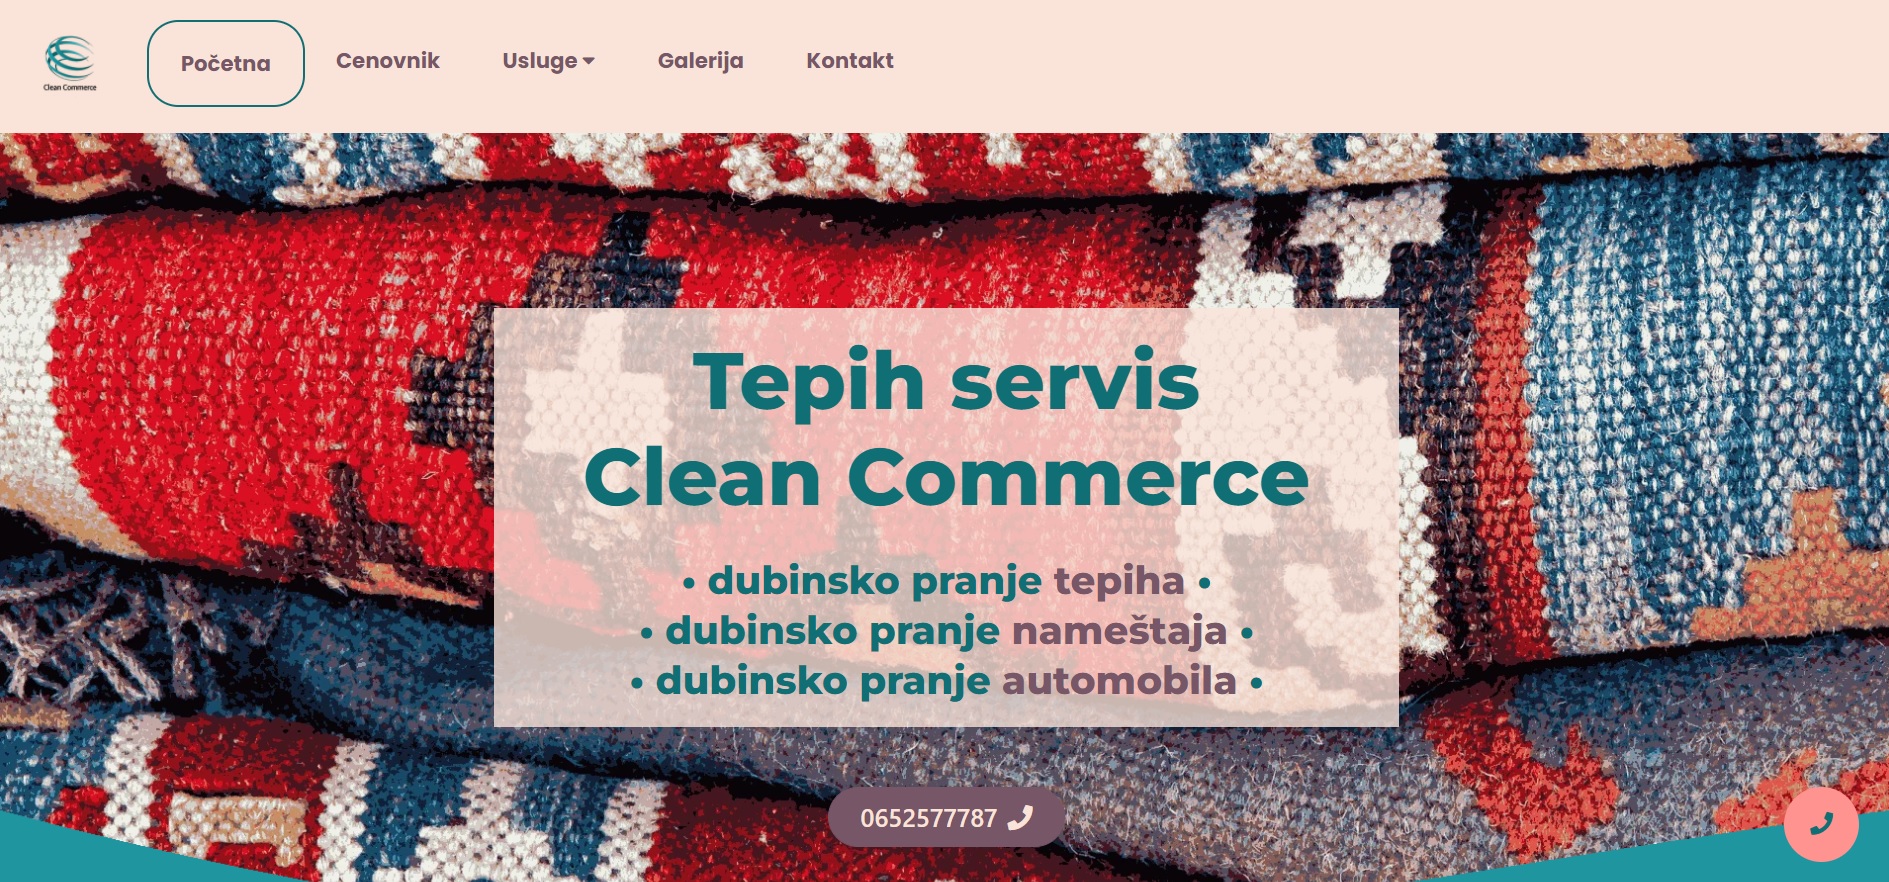 Clean Commerce
Početna
Cenovnik
Usluge
Galerija
Kontakt
Tepih servis
Clean Commerce
• dubinsko pranje tepiha •
• dubinsko pranje nameštaja •
• dubinsko pranje automobila •
0652577787